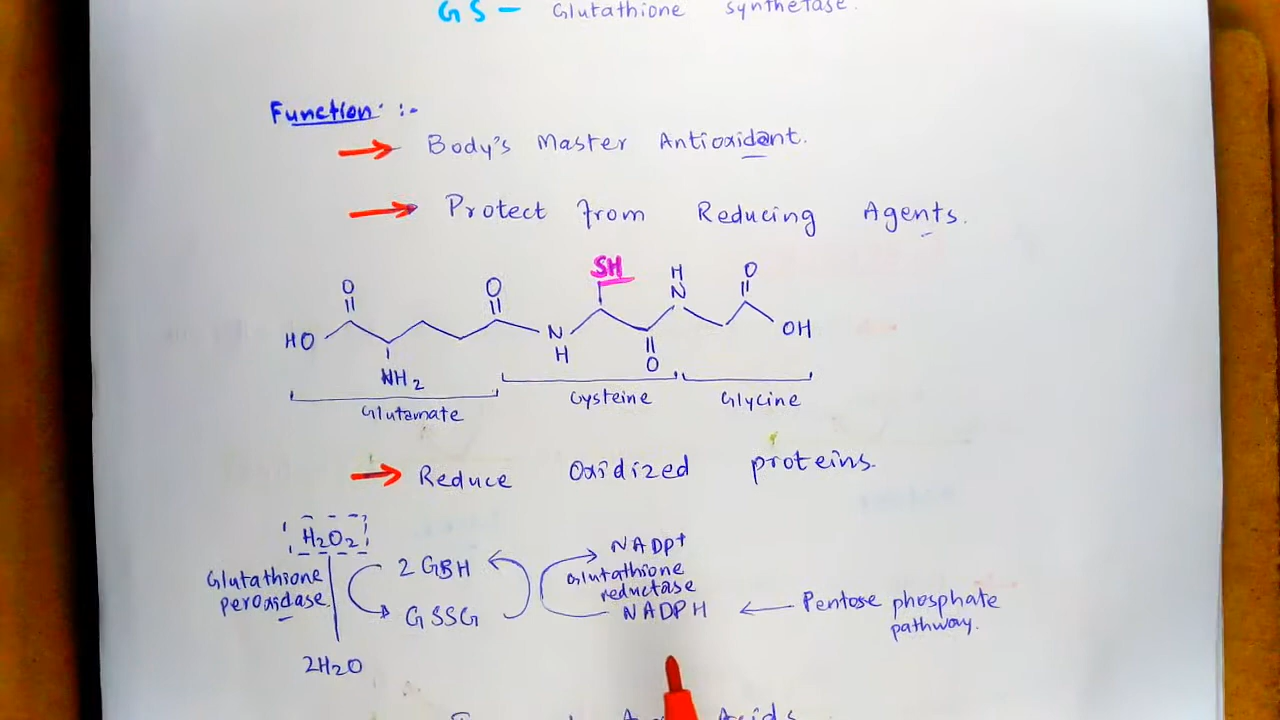 GS - Glutathione synthetase.
Function :-
Body's Master Antioxidant.
Protect from Reducing Agents.
SH
O O H O
N
HO N OH
H
O
NH2
Glutamate Cysteine Glycine
Reduce Oxidized proteins.
H2O2
NADP+
2 GSH
Glutathione peroxidase.
Glutathione reductase
GSSG
NADPH ← Pentose phosphate pathway.
2H2O